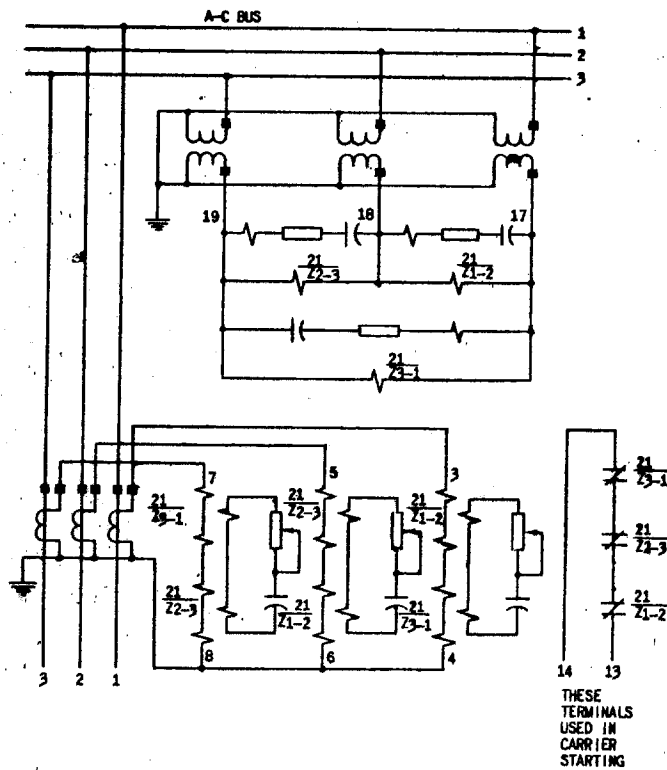 A-C BUS
1
2
3
19
18
17
21
Z2-3
21
Z1-2
21
Z3-1
7
5
3
21
Z3-1
21
Z2-3
21
Z1-2
21
Z3-1
21
Z2-3
21
Z2-3
21
Z1-2
21
Z3-1
21
Z1-2
8
6
4
3
2
1
14
13
THESE
TERMINALS
USED IN
CARRIER
STARTING